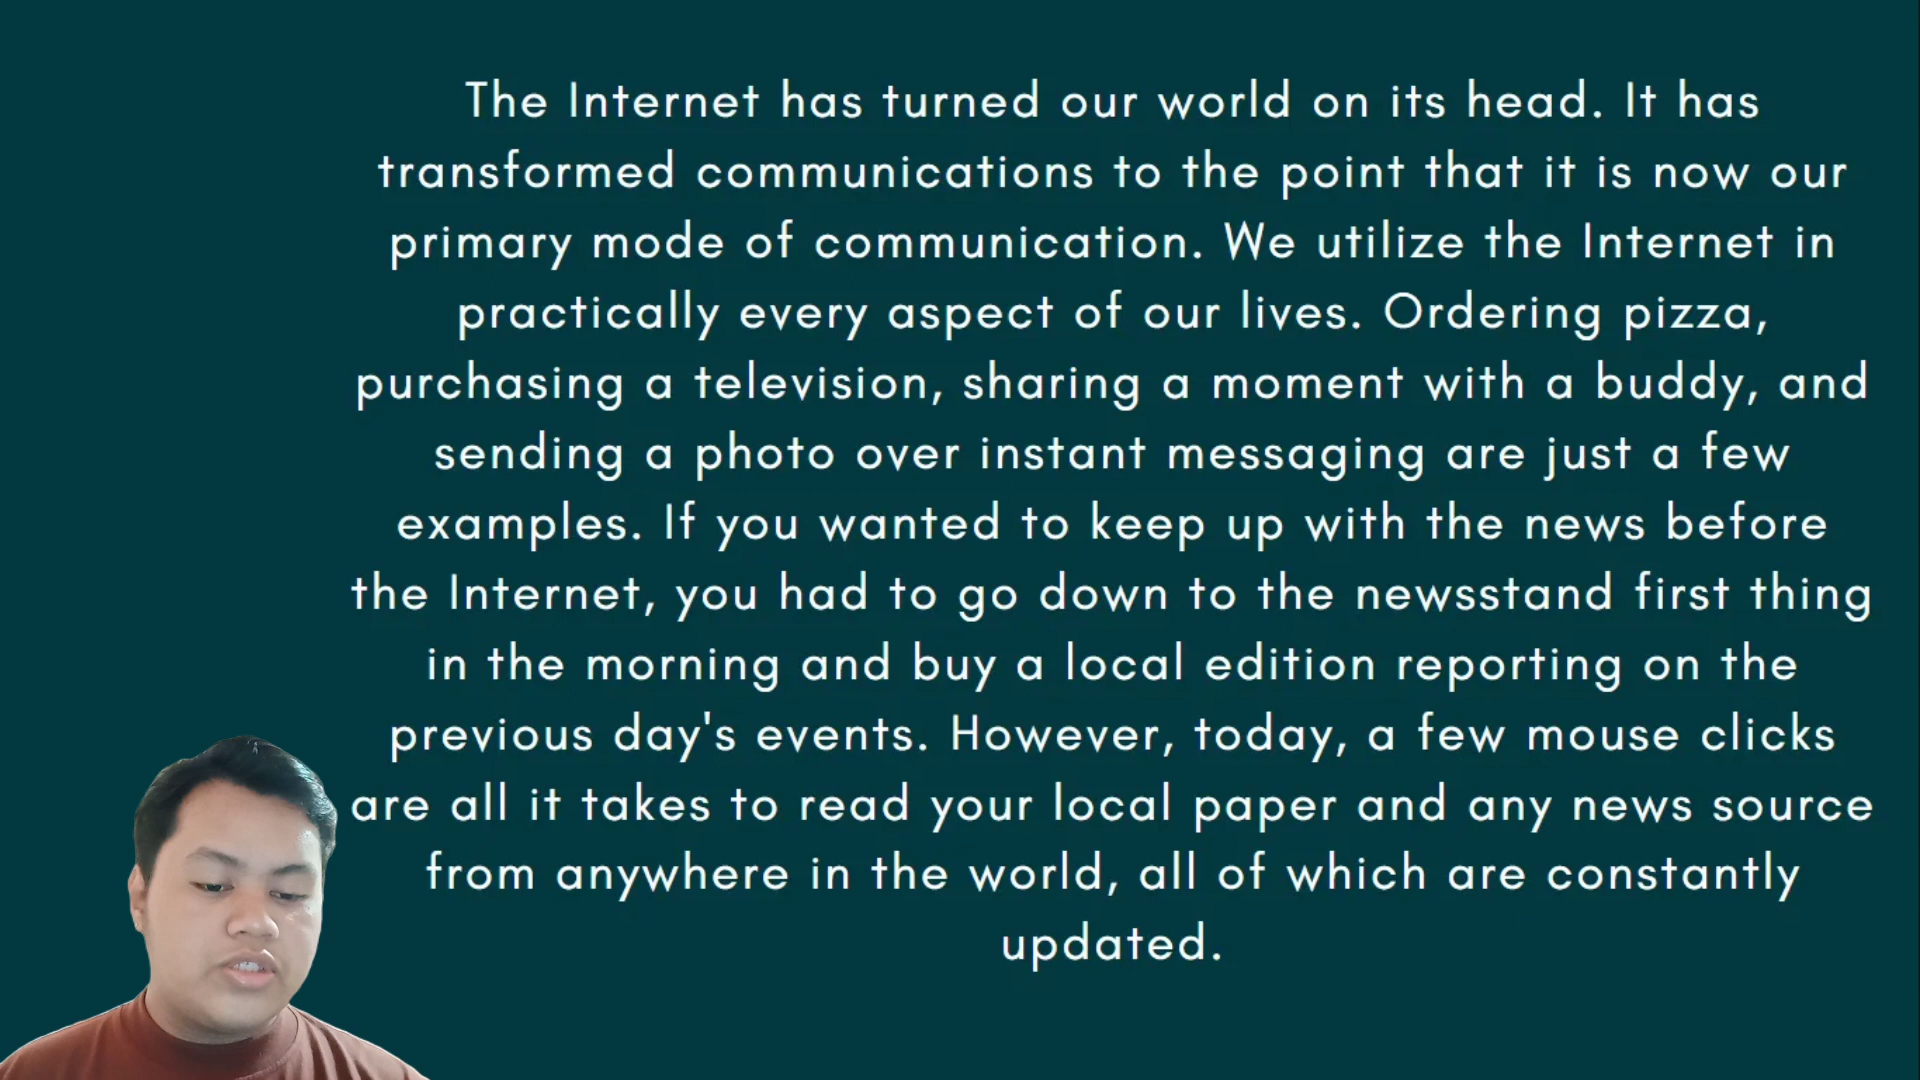 The Internet has turned our world on its head. It has
transformed communications to the point that it is now our
primary mode of communication. We utilize the Internet in
practically every aspect of our lives. Ordering pizza,
purchasing a television, sharing a moment with a buddy, and
sending a photo over instant messaging are just a few
examples. If you wanted to keep up with the news before
the Internet, you had to go down to the newsstand first thing
in the morning and buy a local edition reporting on the
previous day's events. However, today, a few mouse clicks
are all it takes to read your local paper and any news source
from anywhere in the world, all of which are constantly
updated.